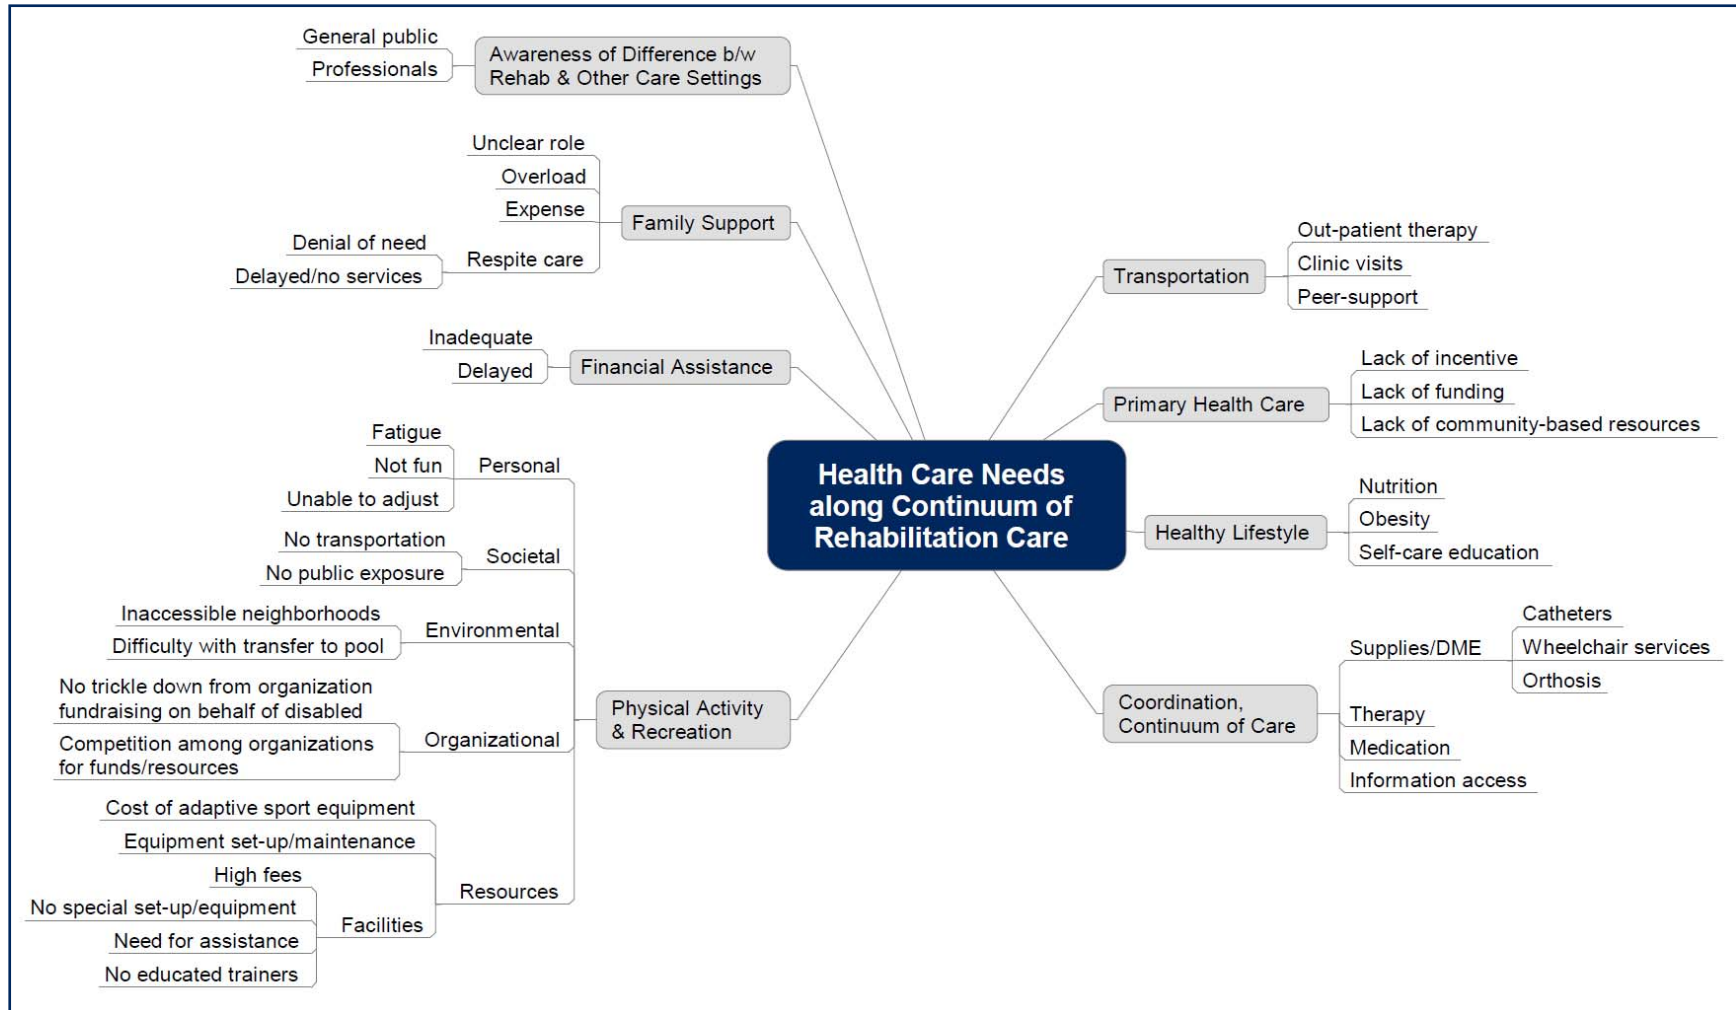 General public
Professionals
Awareness of Difference b/w
Rehab & Other Care Settings
Unclear role
Overload
Expense
Denial of need
Delayed/no services
Respite care
Family Support
Inadequate
Delayed
Financial Assistance
Fatigue
Not fun
Unable to adjust
Personal
No transportation
No public exposure
Societal
Inaccessible neighborhoods
Difficulty with transfer to pool
Environmental
No trickle down from organization
fundraising on behalf of disabled
Competition among organizations
for funds/resources
Organizational
Cost of adaptive sport equipment
Equipment set-up/maintenance
High fees
No special set-up/equipment
Need for assistance
No educated trainers
Facilities
Resources
Physical Activity
& Recreation
Health Care Needs
along Continuum of
Rehabilitation Care
Transportation
Out-patient therapy
Clinic visits
Peer-support
Primary Health Care
Lack of incentive
Lack of funding
Lack of community-based resources
Healthy Lifestyle
Nutrition
Obesity
Self-care education
Coordination,
Continuum of Care
Supplies/DME
Catheters
Wheelchair services
Orthosis
Therapy
Medication
Information access